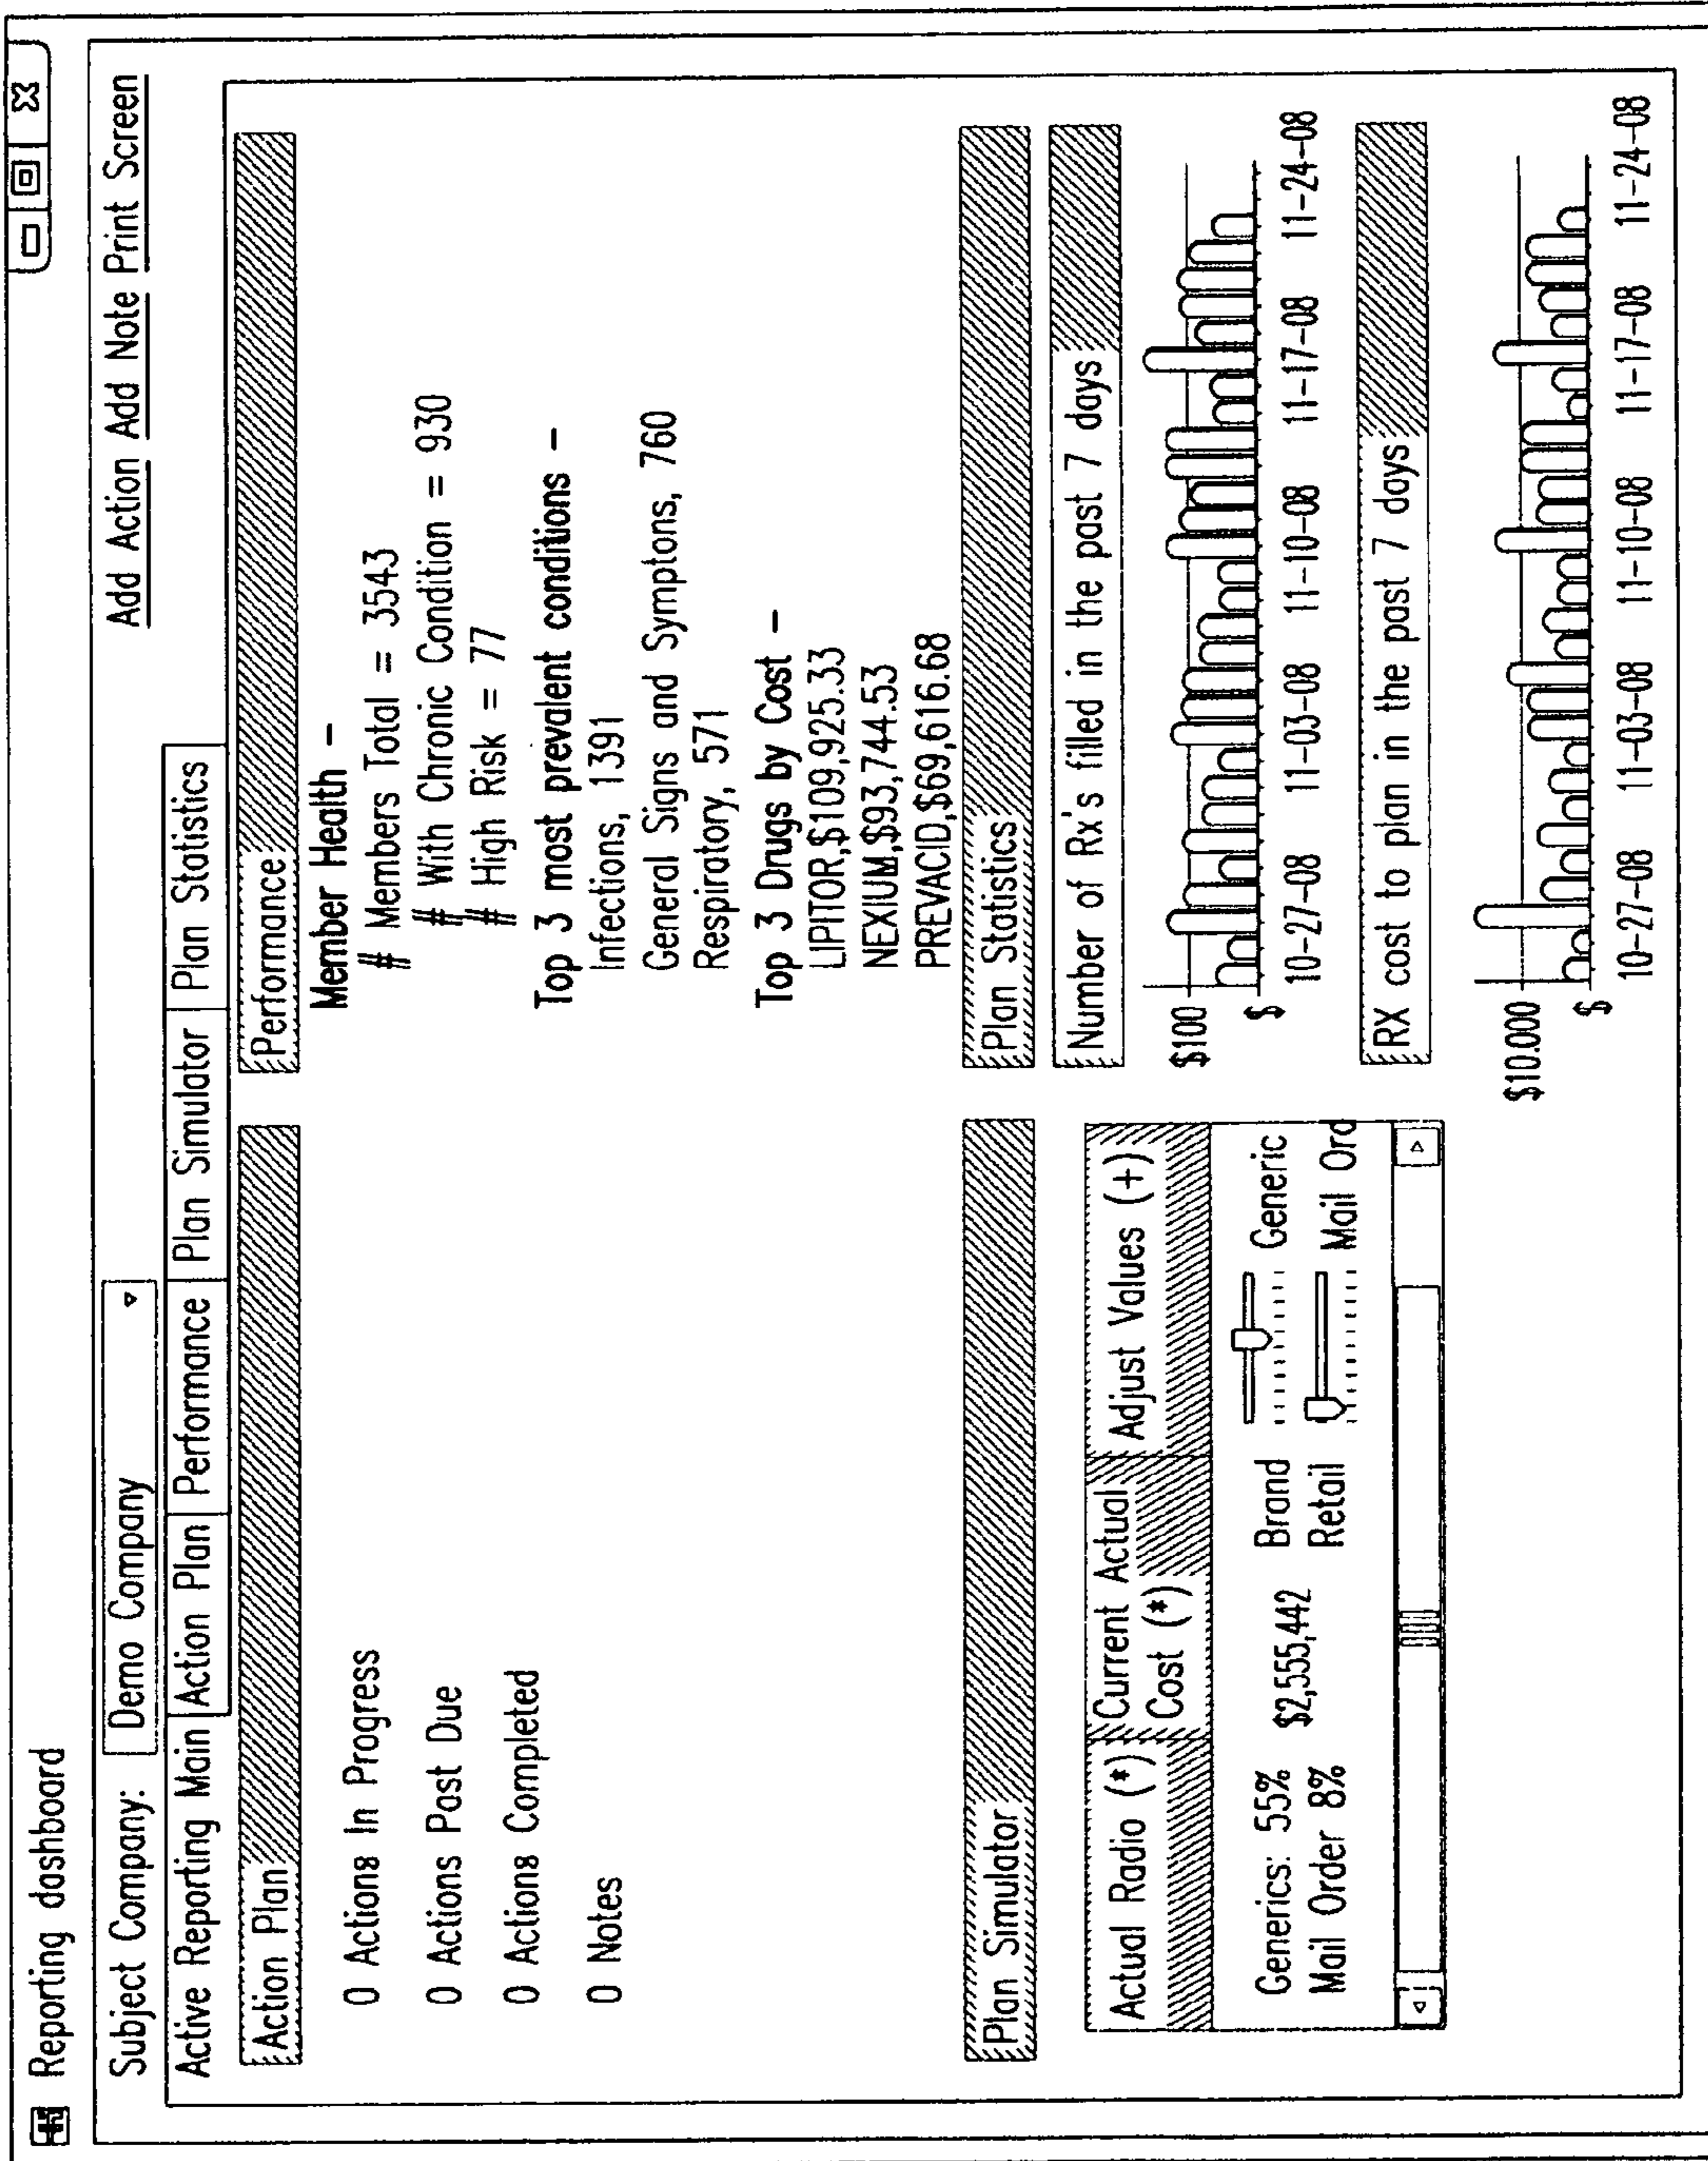 Reporting dashboard
Subject Company: Demo Company
Add Action Add Note Print Screen
Active Reporting Main Action Plan Performance Plan Simulator Plan Statistics
Action Plan
0 Actions In Progress
0 Actions Past Due
0 Actions Completed
0 Notes
Performance
Member Health –
# Members Total = 3543
# With Chronic Condition = 930
# High Risk = 77
Top 3 most prevalent conditions –
Infections, 1391
General Signs and Symptons, 760
Respiratory, 571
Top 3 Drugs by Cost –
LIPITOR,$109,925.33
NEXIUM,$93,744.53
PREVACID,$69,616.68
Plan Simulator
Actual Radio (*) Current Actual Cost (*) Adjust Values (+)
Generics: 55% $2,555,442 Brand Generic
Mail Order 8% Retail Mail Ord
Plan Statistics
Number of Rx's filled in the past 7 days
$100
$
10-27-08 11-03-08 11-10-08 11-17-08 11-24-08
RX cost to plan in the past 7 days
$10.000
$
10-27-08 11-03-08 11-10-08 11-17-08 11-24-08